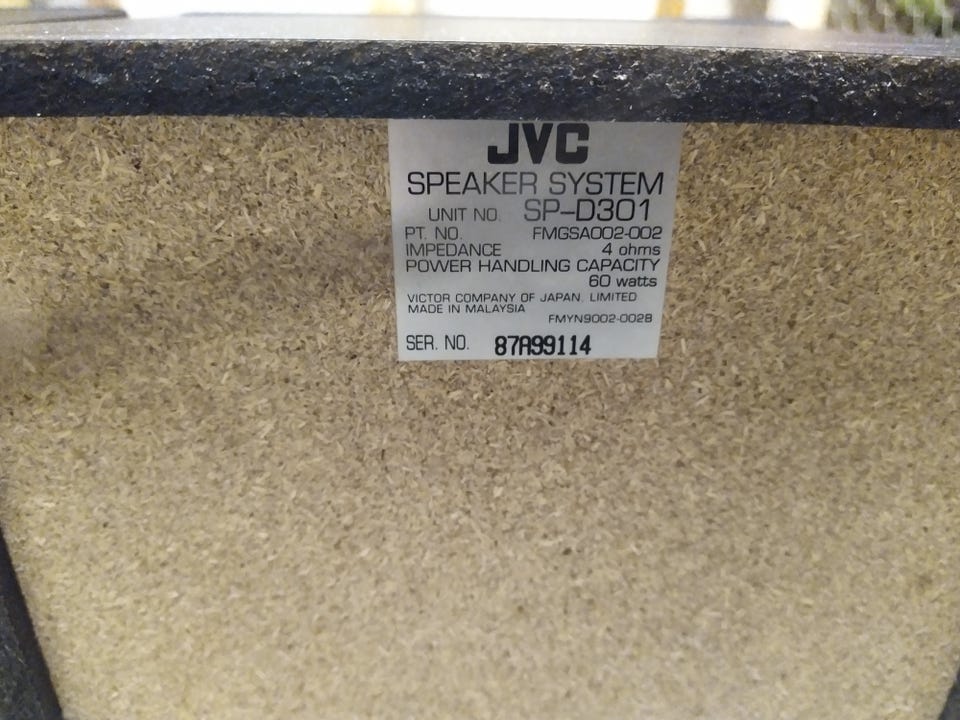 JVC
SPEAKER SYSTEM
UNIT NO. SP-D301
PT. NO. FMGSA002-002
IMPEDANCE 4 ohms
POWER HANDLING CAPACITY
60 watts
VICTOR COMPANY OF JAPAN, LIMITED
MADE IN MALAYSIA
FMYN9002-002B
SER. NO. 87A99114